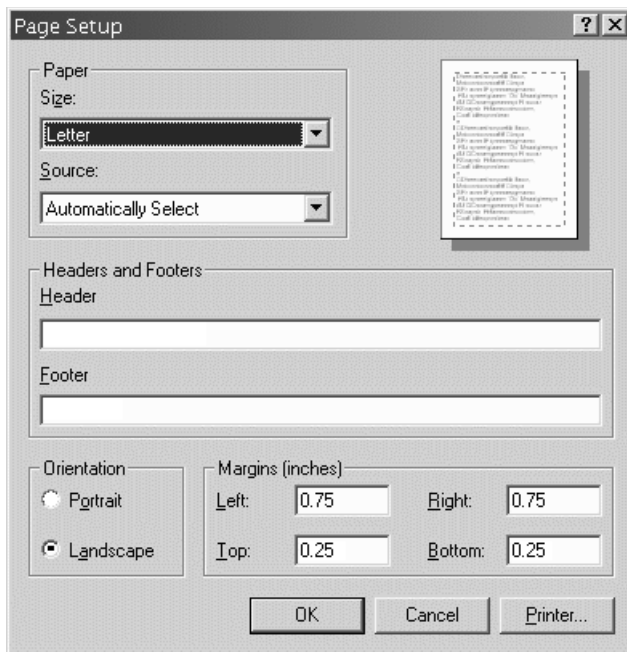 Page Setup
Paper
Size:
Letter
Source:
Automatically Select
Headers and Footers
Header
Footer
Orientation
Portrait
Landscape
Margins (inches)
Left: 0.75 Right: 0.75
Top: 0.25 Bottom: 0.25
OK Cancel Printer...